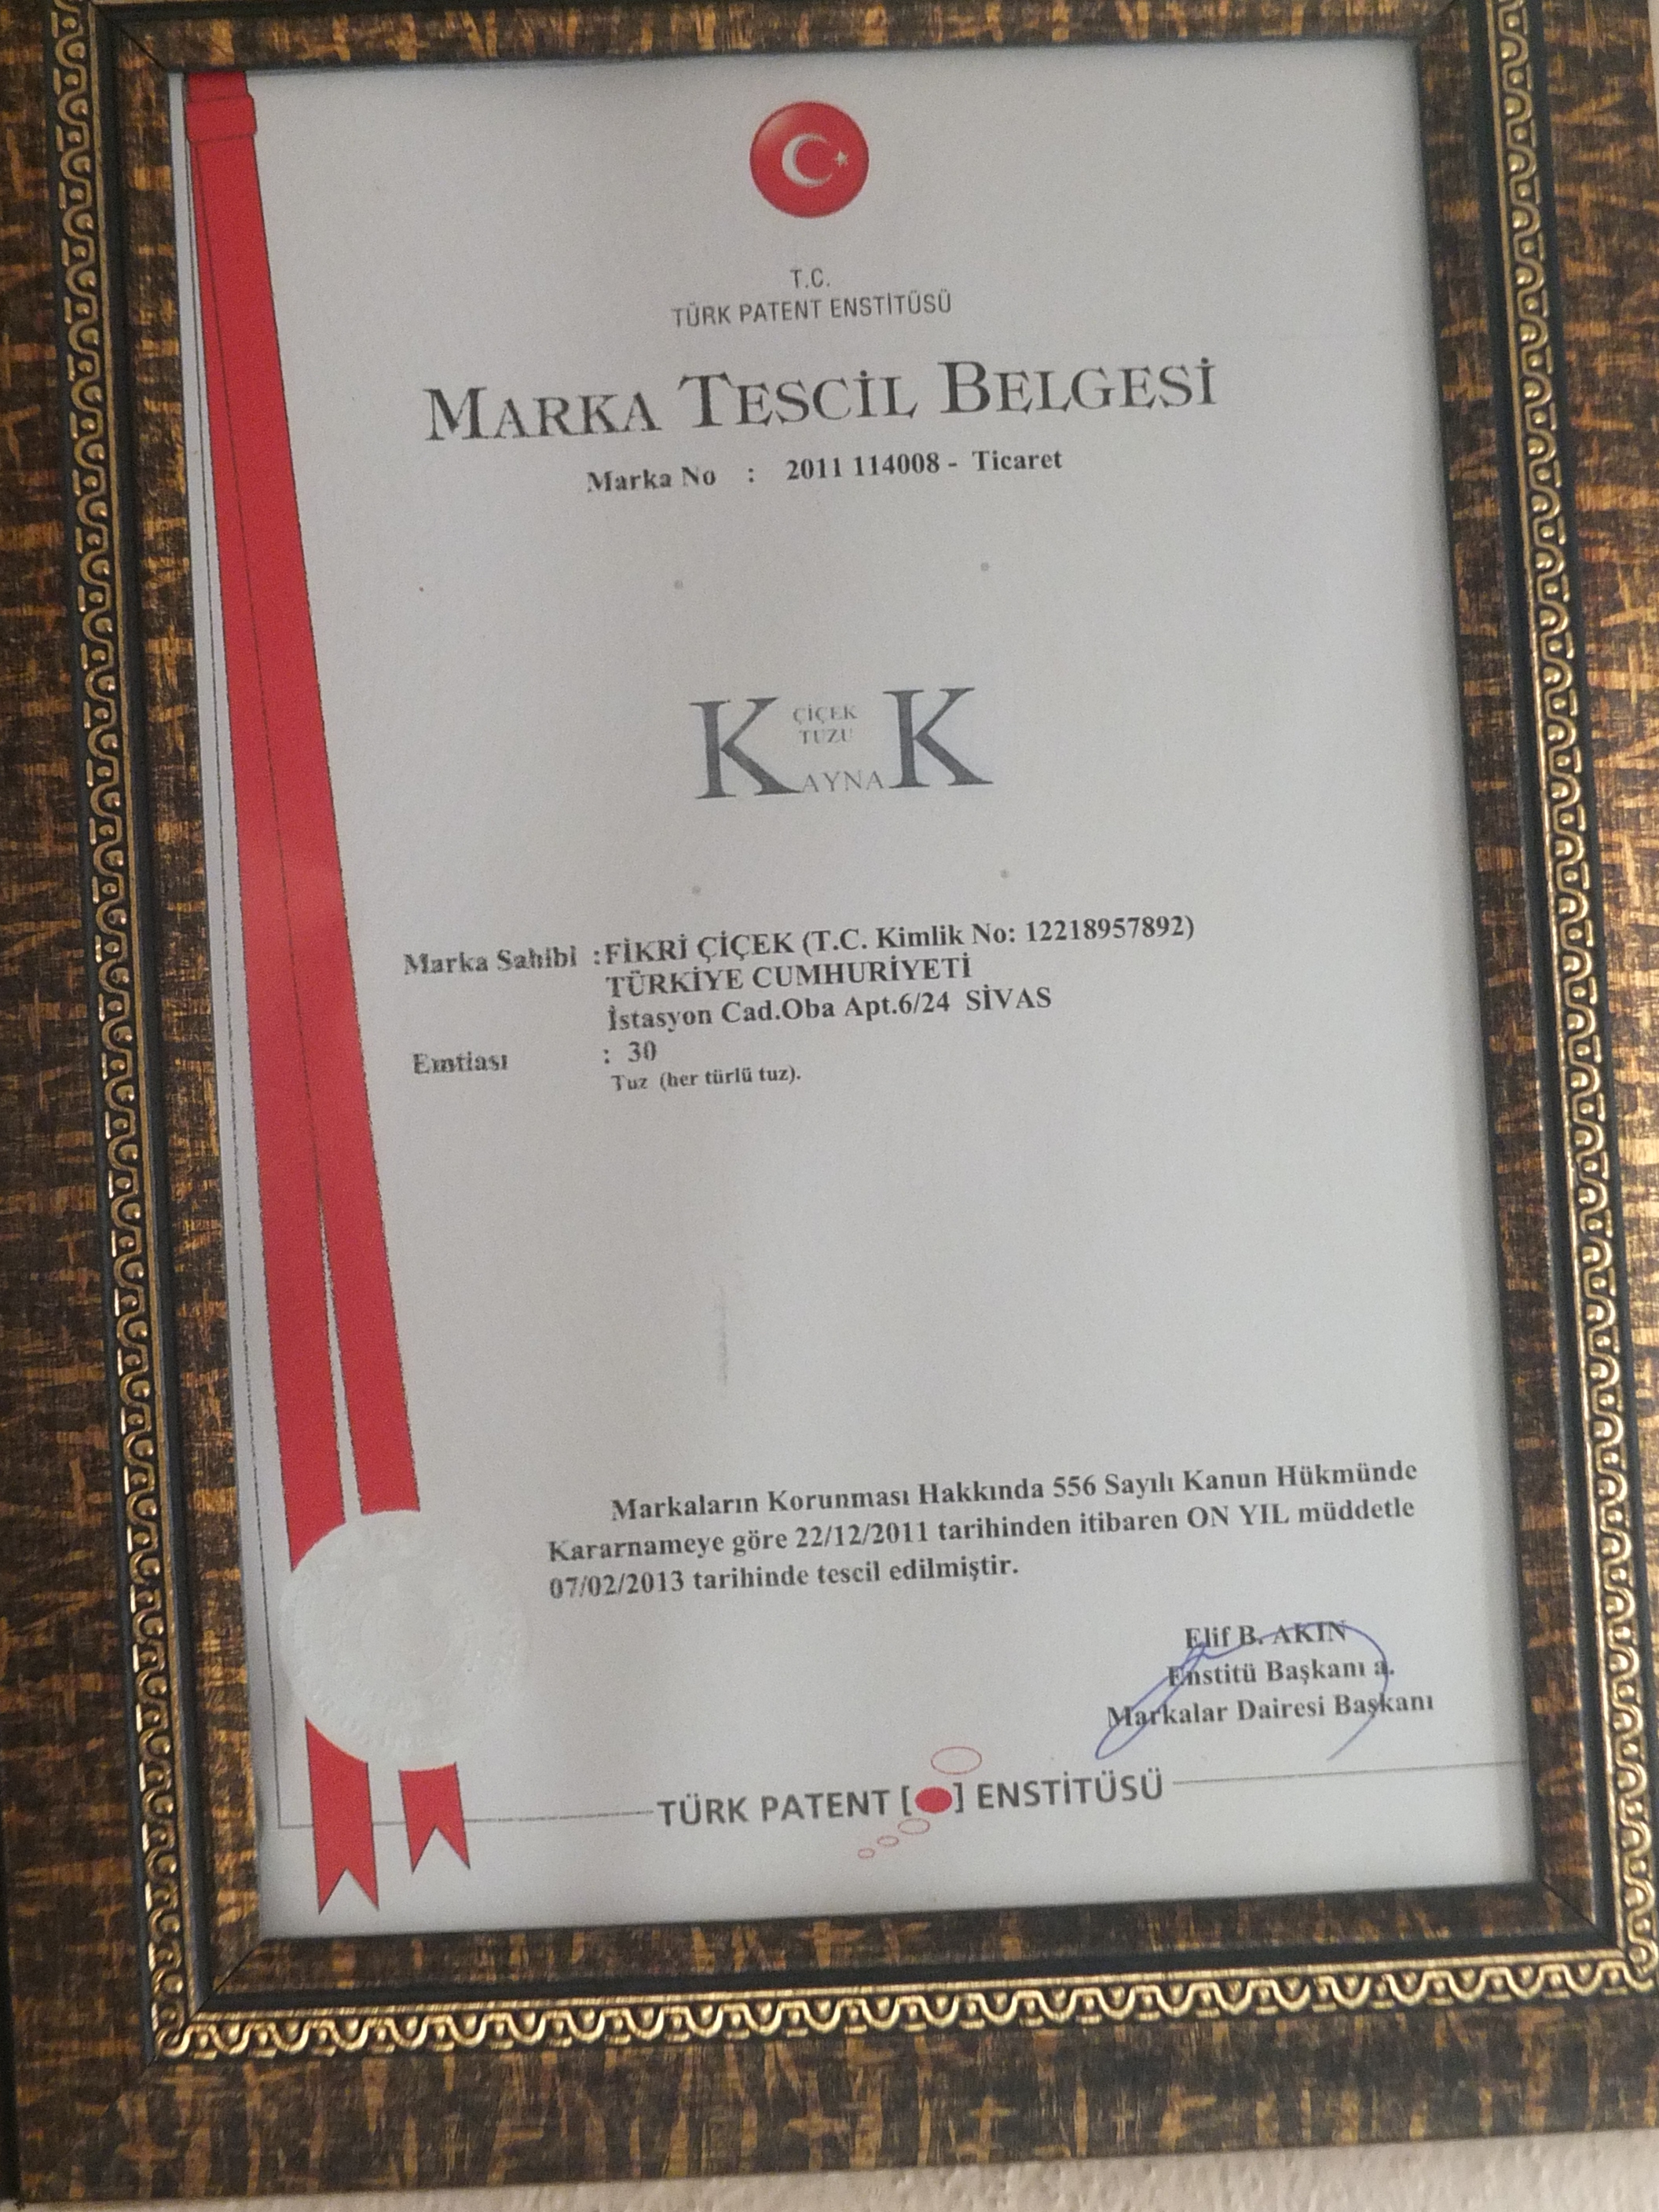 T.C.
TÜRK PATENT ENSTİTÜSÜ
MARKA TESCİL BELGESİ
Marka No : 2011 114008 - Ticaret
ÇİÇEK
TUZU
KAYNAK
Marka Sahibi :FİKRİ ÇİÇEK (T.C. Kimlik No: 12218957892)
TÜRKİYE CUMHURİYETİ
İstasyon Cad.Oba Apt.6/24 SİVAS
Emtiası : 30
Tuz (her türlü tuz).
Markaların Korunması Hakkında 556 Sayılı Kanun Hükmünde
Kararnameye göre 22/12/2011 tarihinden itibaren ON YIL müddetle
07/02/2013 tarihinde tescil edilmiştir.
Elif B. AKIN
Enstitü Başkanı a.
Markalar Dairesi Başkanı
TÜRK PATENT [ ] ENSTİTÜSÜ